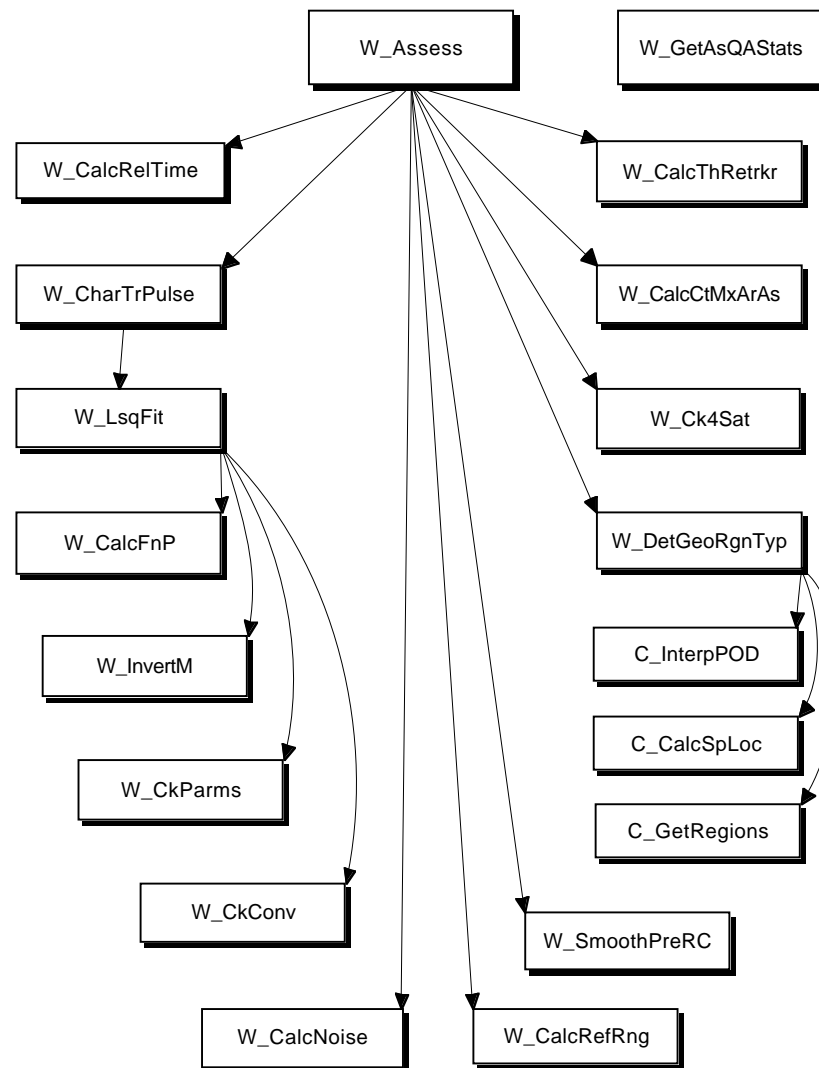 W_Assess
W_GetAsQAStats
W_CalcRelTime
W_CalcThRetrkr
W_CharTrPulse
W_CalcCtMxArAs
W_LsqFit
W_Ck4Sat
W_CalcFnP
W_DetGeoRgnTyp
W_InvertM
C_InterpPOD
C_CalcSpLoc
W_CkParms
C_GetRegions
W_CkConv
W_SmoothPreRC
W_CalcNoise
W_CalcRefRng